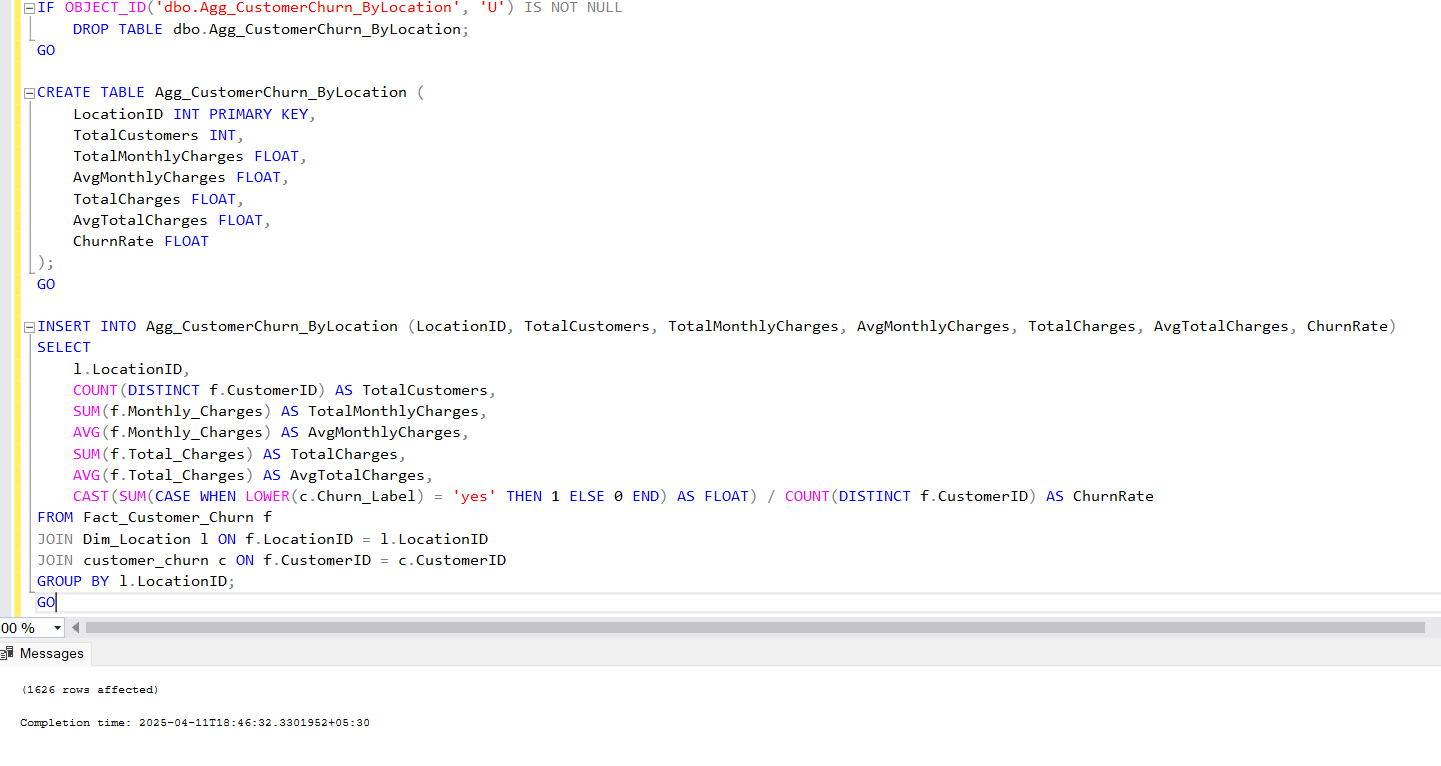 IF OBJECT_ID('dbo.Agg_CustomerChurn_ByLocation', 'U') IS NOT NULL
    DROP TABLE dbo.Agg_CustomerChurn_ByLocation;
GO
CREATE TABLE Agg_CustomerChurn_ByLocation (
    LocationID INT PRIMARY KEY,
    TotalCustomers INT,
    TotalMonthlyCharges FLOAT,
    AvgMonthlyCharges FLOAT,
    TotalCharges FLOAT,
    AvgTotalCharges FLOAT,
    ChurnRate FLOAT
);
GO
INSERT INTO Agg_CustomerChurn_ByLocation (LocationID, TotalCustomers, TotalMonthlyCharges, AvgMonthlyCharges, TotalCharges, AvgTotalCharges, ChurnRate)
SELECT
    l.LocationID,
    COUNT(DISTINCT f.CustomerID) AS TotalCustomers,
    SUM(f.Monthly_Charges) AS TotalMonthlyCharges,
    AVG(f.Monthly_Charges) AS AvgMonthlyCharges,
    SUM(f.Total_Charges) AS TotalCharges,
    AVG(f.Total_Charges) AS AvgTotalCharges,
    CAST(SUM(CASE WHEN LOWER(c.Churn_Label) = 'yes' THEN 1 ELSE 0 END) AS FLOAT) / COUNT(DISTINCT f.CustomerID) AS ChurnRate
FROM Fact_Customer_Churn f
JOIN Dim_Location l ON f.LocationID = l.LocationID
JOIN customer_churn c ON f.CustomerID = c.CustomerID
GROUP BY l.LocationID;
GO
00 %
Messages
(1626 rows affected)
Completion time: 2025-04-11T18:46:32.3301952+05:30